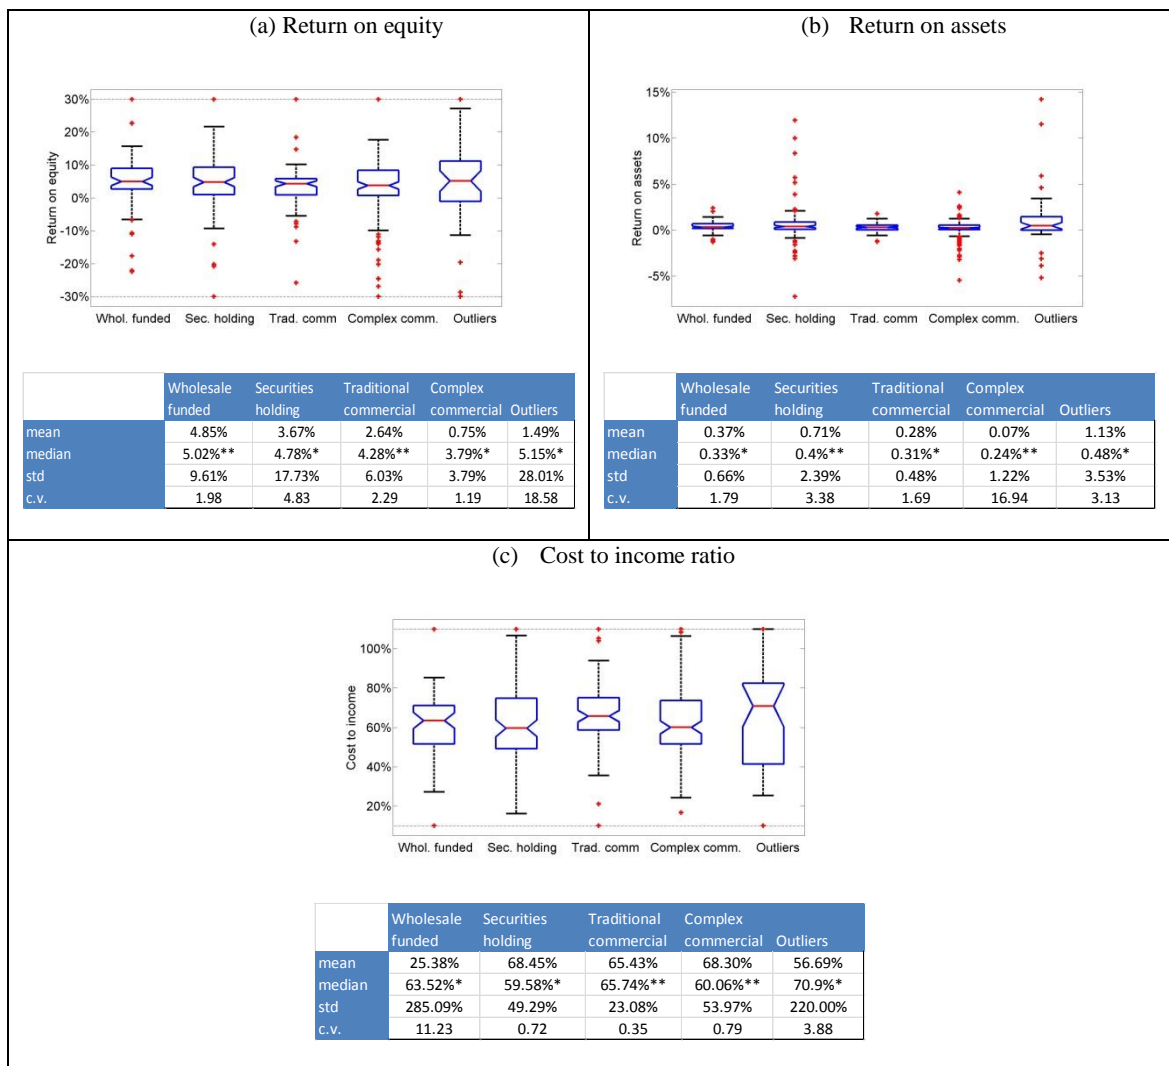 (a) Return on equity
30%
20%
10%
0%
-10%
-20%
-30%
Return on equity
Whol. funded Sec. holding Trad. comm Complex comm. Outliers
Wholesale funded Securities holding Traditional commercial Complex commercial Outliers
mean 4.85% 3.67% 2.64% 0.75% 1.49%
median 5.02%** 4.78%* 4.28%** 3.79%* 5.15%*
std 9.61% 17.73% 6.03% 3.79% 28.01%
c.v. 1.98 4.83 2.29 1.19 18.58
(b) Return on assets
15%
10%
5%
0%
-5%
Return on assets
Whol. funded Sec. holding Trad. comm Complex comm. Outliers
Wholesale funded Securities holding Traditional commercial Complex commercial Outliers
mean 0.37% 0.71% 0.28% 0.07% 1.13%
median 0.33%* 0.4%** 0.31%* 0.24%** 0.48%*
std 0.66% 2.39% 0.48% 1.22% 3.53%
c.v. 1.79 3.38 1.69 16.94 3.13
(c) Cost to income ratio
100%
80%
60%
40%
20%
Cost to income
Whol. funded Sec. holding Trad. comm Complex comm. Outliers
Wholesale funded Securities holding Traditional commercial Complex commercial Outliers
mean 25.38% 68.45% 65.43% 68.30% 56.69%
median 63.52%* 59.58%* 65.74%** 60.06%** 70.9%*
std 285.09% 49.29% 23.08% 53.97% 220.00%
c.v. 11.23 0.72 0.35 0.79 3.88